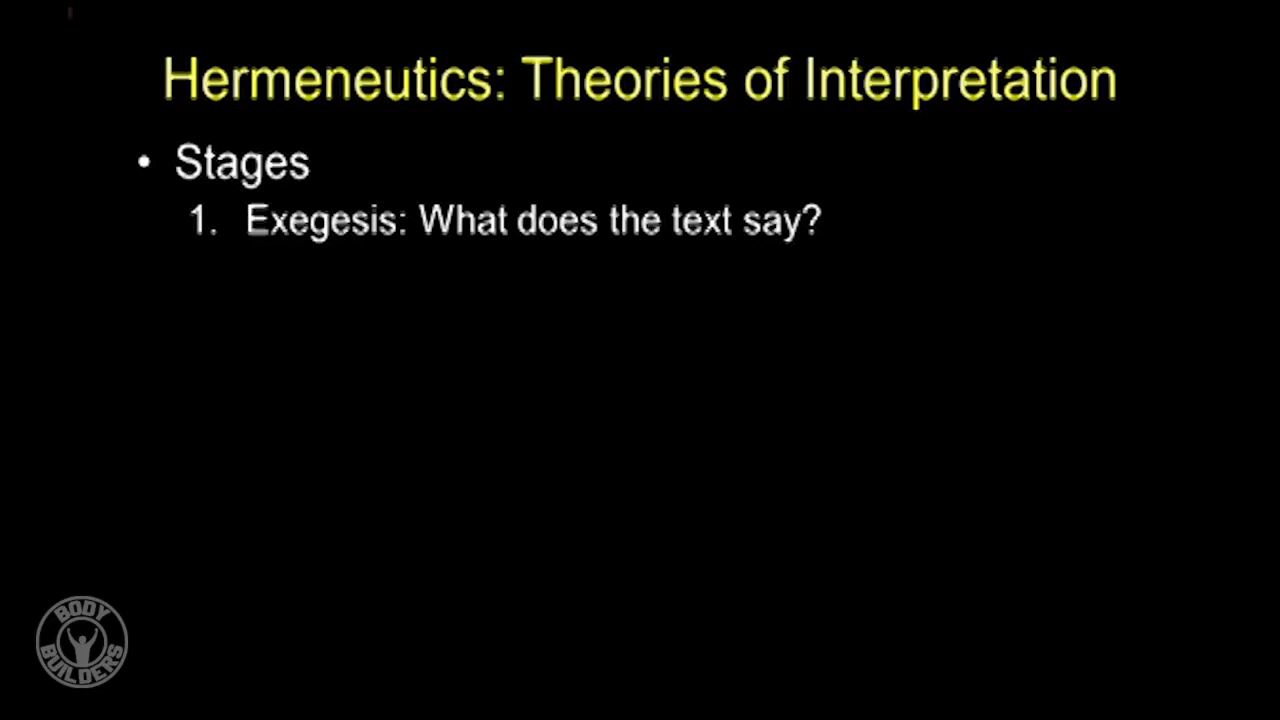 Hermeneutics: Theories of Interpretation
• Stages
1. Exegesis: What does the text say?
BODY
BUILDERS